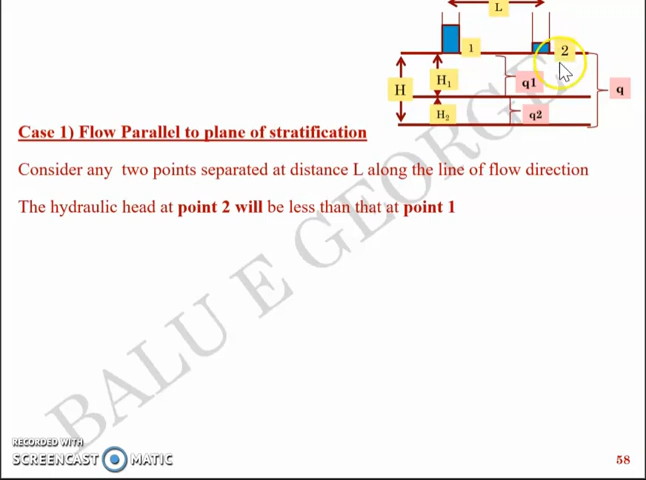 L
1
2
H
H₁
q1
q
H₂
q2
Case 1) Flow Parallel to plane of stratification
Consider any two points separated at distance L along the line of flow direction
The hydraulic head at point 2 will be less than that at point 1
BALU E GEORGE
RECORDED WITH
SCREENCAST MATIC
58